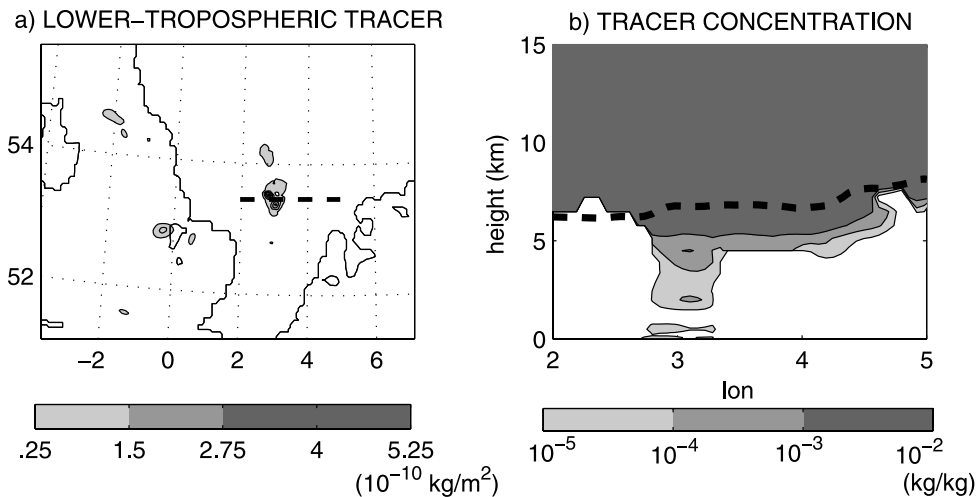 a) LOWER−TROPOSPHERIC TRACER
54
52
−2 0 2 4 6
.25 1.5 2.75 4 5.25
(10⁻¹⁰ kg/m²)
b) TRACER CONCENTRATION
height (km)
15
10
5
0
2 3 4 5
lon
10⁻⁵ 10⁻⁴ 10⁻³ 10⁻²
(kg/kg)